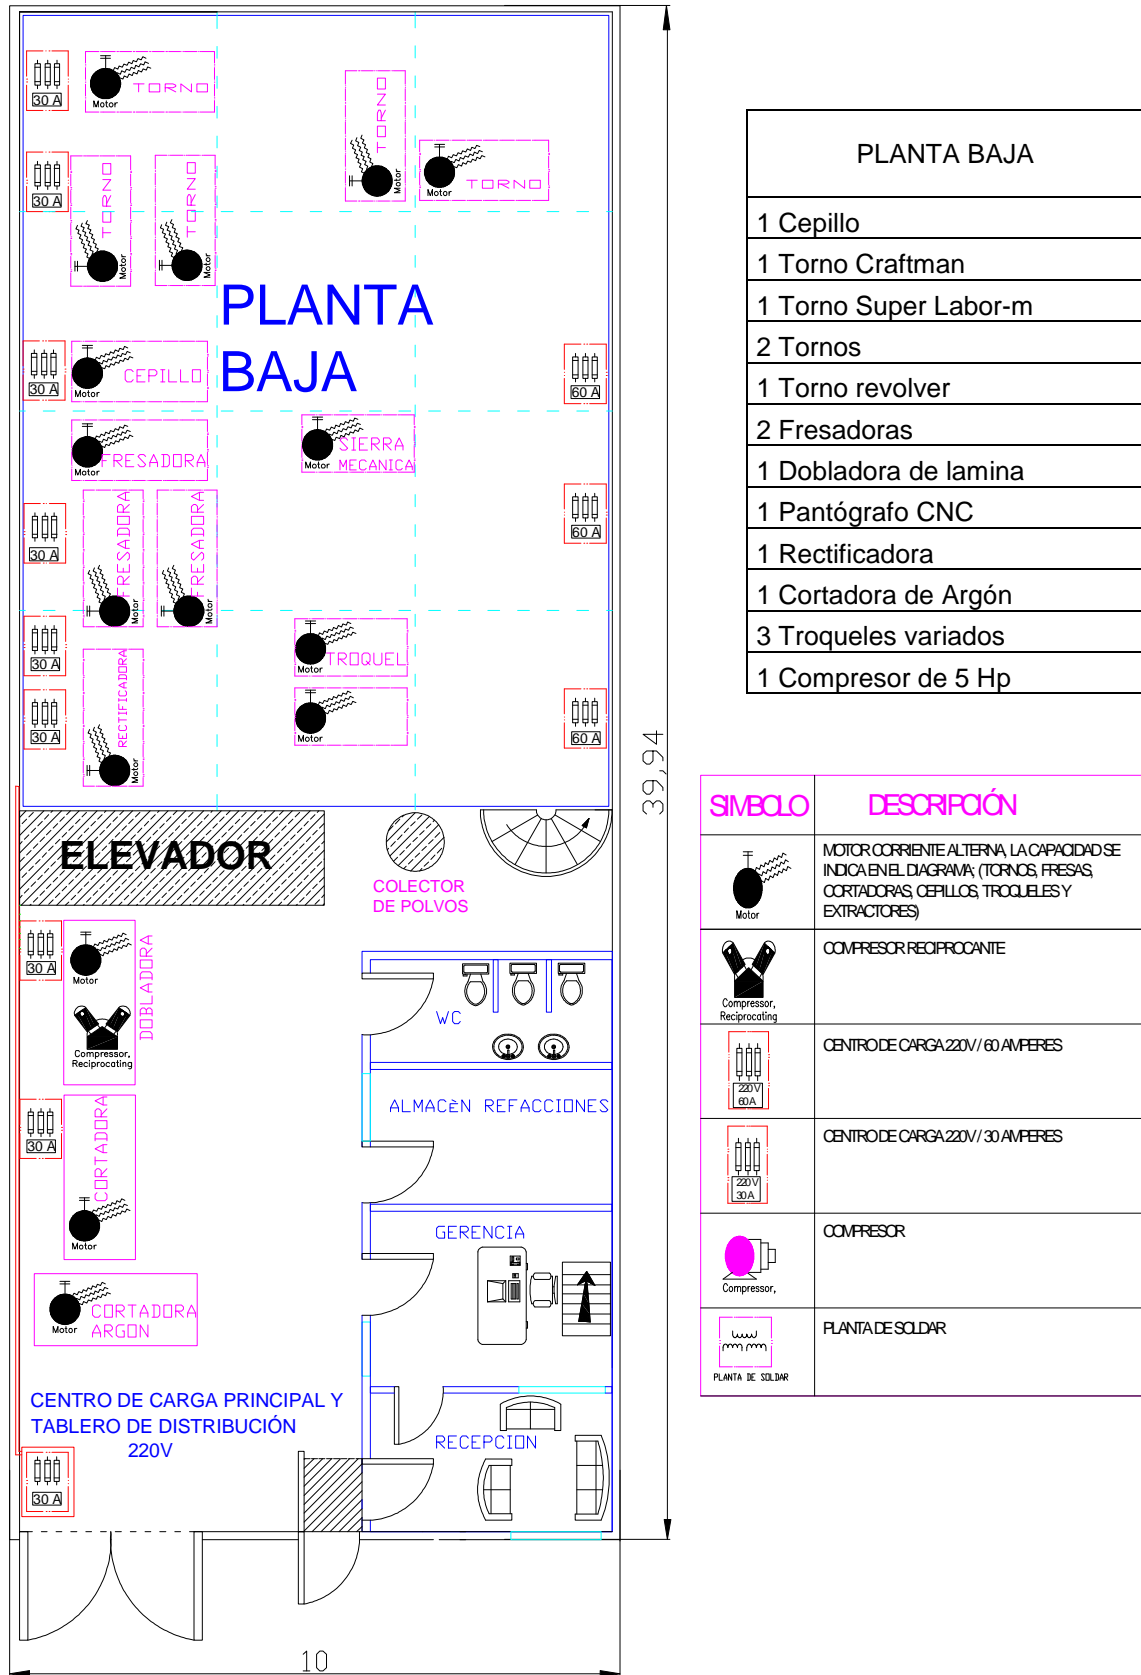 30 A
Motor
TORNO
TORNO
Motor
Motor
TORNO
30 A
TORNO
Motor
TORNO
Motor
PLANTA
BAJA
30 A
Motor
CEPILLO
60 A
Motor
FRESADORA
Motor
SIERRA
MECANICA
30 A
FRESADORA
Motor
FRESADORA
Motor
60 A
30 A
Motor
TROQUEL
30 A
RECTIFICADORA
Motor
Motor
60 A
39,94
ELEVADOR
COLECTOR
DE POLVOS
30 A
Motor
DOBLADORA
Compressor,
Reciprocating
WC
30 A
CORTADORA
Motor
ALMACèN REFACCIONES
GERENCIA
Motor
CORTADORA
ARGON
CENTRO DE CARGA PRINCIPAL Y
TABLERO DE DISTRIBUCIÓN
220V
30 A
RECEPCION
10
PLANTA BAJA
1 Cepillo
1 Torno Craftman
1 Torno Super Labor-m
2 Tornos
1 Torno revolver
2 Fresadoras
1 Dobladora de lamina
1 Pantógrafo CNC
1 Rectificadora
1 Cortadora de Argón
3 Troqueles variados
1 Compresor de 5 Hp
SIMBOLO DESCRIPCIÓN
Motor
MOTOR CORRIENTE ALTERNA, LA CAPACIDAD SE
INDICA EN EL DIAGRAMA; (TORNOS, FRESAS,
CORTADORAS, CEPILLOS, TROQUELES Y
EXTRACTORES)
Compressor,
Reciprocating
COMPRESOR RECIPROCANTE
220 V
60 A
CENTRO DE CARGA 220V / 60 AMPERES
220 V
30 A
CENTRO DE CARGA 220V / 30 AMPERES
Compressor,
COMPRESOR
PLANTA DE SOLDAR
PLANTA DE SOLDAR